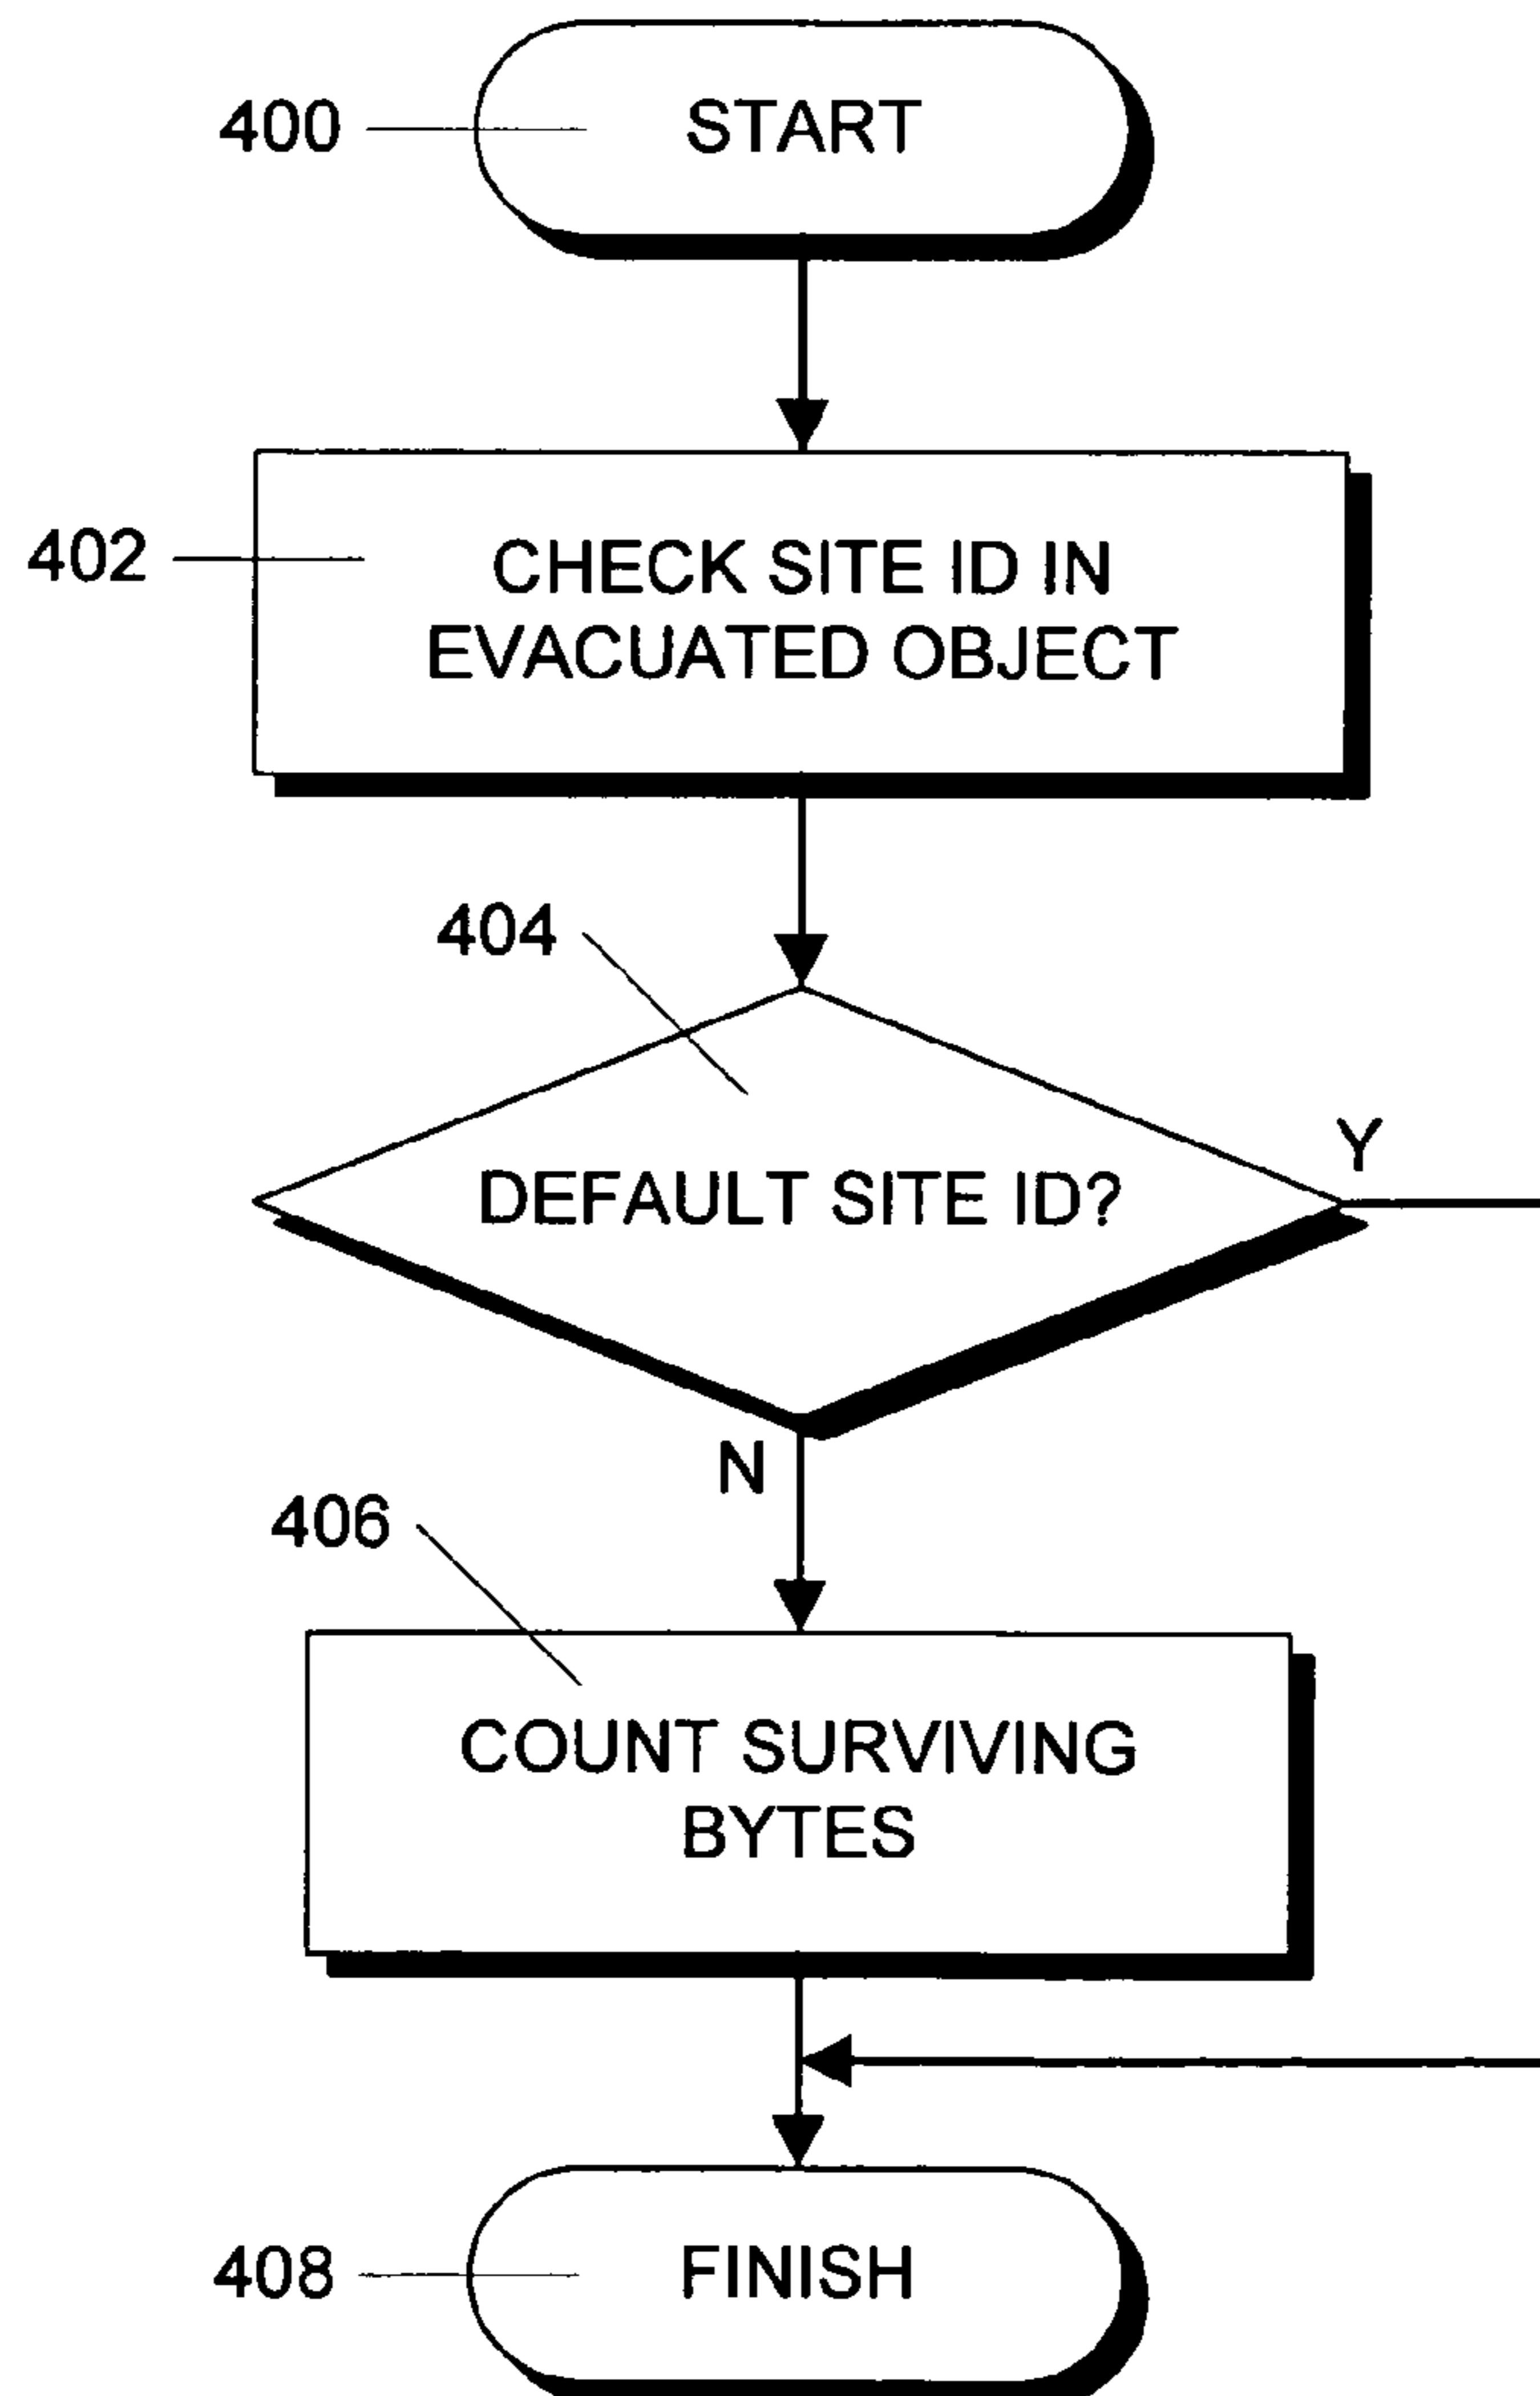 400
START
402
CHECK SITE ID IN
EVACUATED OBJECT
404
Y
DEFAULT SITE ID?
N
406
COUNT SURVIVING
BYTES
408
FINISH